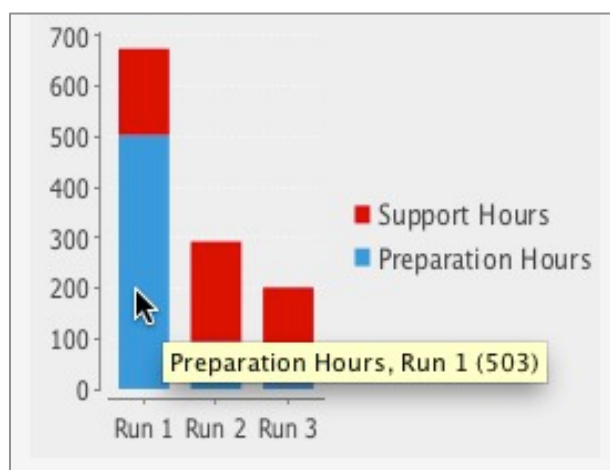 700
600
500
400
300
200
100
0
Support Hours
Preparation Hours
Preparation Hours, Run 1 (503)
Run 1 Run 2 Run 3